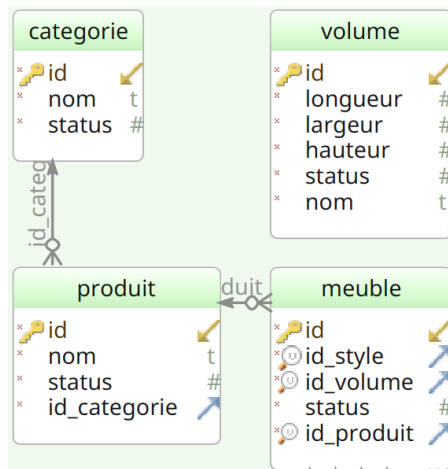 categorie
id
nom t
status #
volume
id
longueur #
largeur #
hauteur #
status #
nom t
id_categ
produit
id
nom t
status #
id_categorie
duit
meuble
id
id_style
id_volume
status #
id_produit